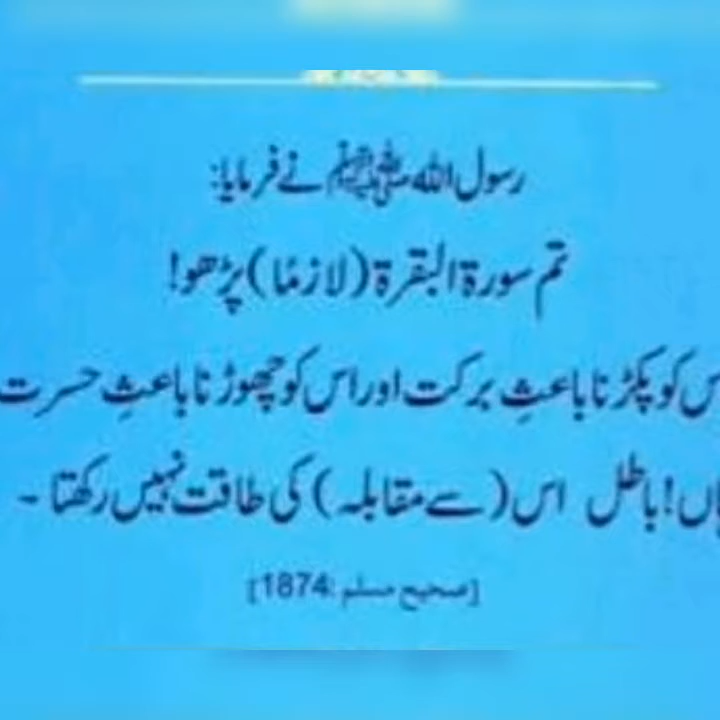 رسول اللہ ﷺ نے فرمایا:
تم سورۃ البقرۃ (لازمًا) پڑھو!
کو پکڑنا باعثِ برکت اور اس کو چھوڑنا باعثِ حسرت
باطل اس (سے مقابلہ) کی طاقت نہیں رکھتا ۔
[صحیح مسلم :1874]